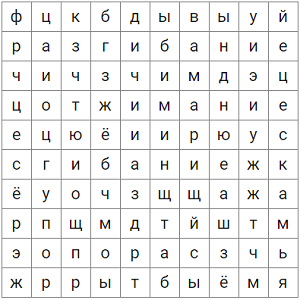 ф ц к б д ы в ы у й
р а з г и б а н и е
ч и ч з ч и м д э ц
ц о т ж и м а н и е
е ц ю ё и и р ю у с
с г и б а н и е ж к
ё у о ч з щ щ а ж а
р п щ м д т й ш т м
э о п о р а с з ч ь
ж р р ы т б ы ё м я